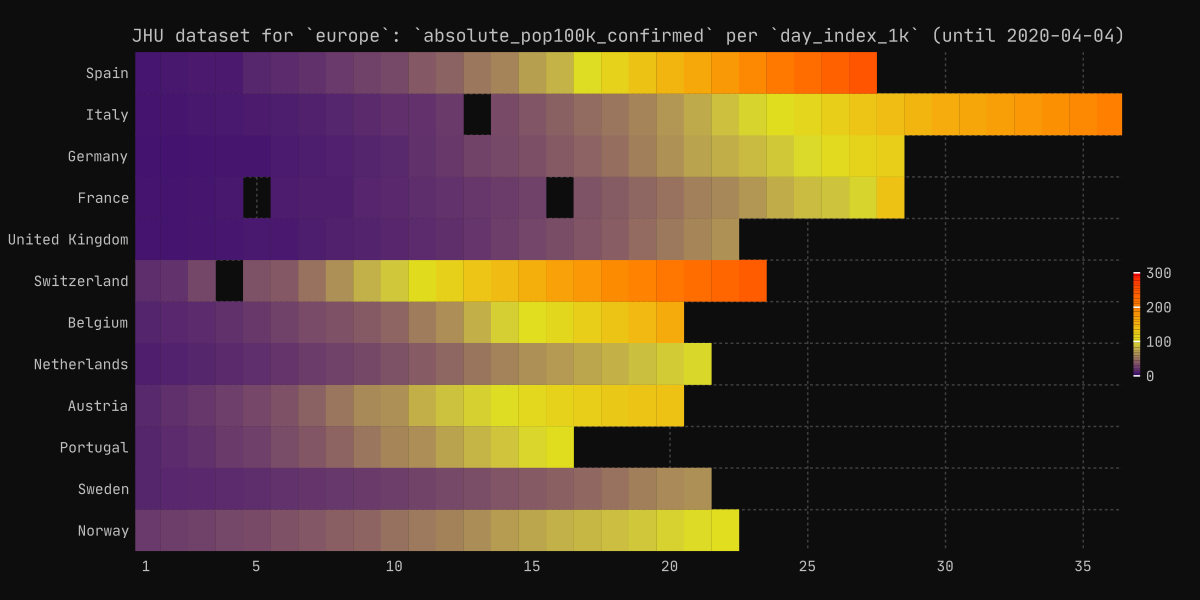 JHU dataset for `europe`: `absolute_pop100k_confirmed` per `day_index_1k` (until 2020-04-04)
Spain
Italy
Germany
France
United Kingdom
Switzerland
Belgium
Netherlands
Austria
Portugal
Sweden
Norway
300
200
100
0
1 5 10 15 20 25 30 35